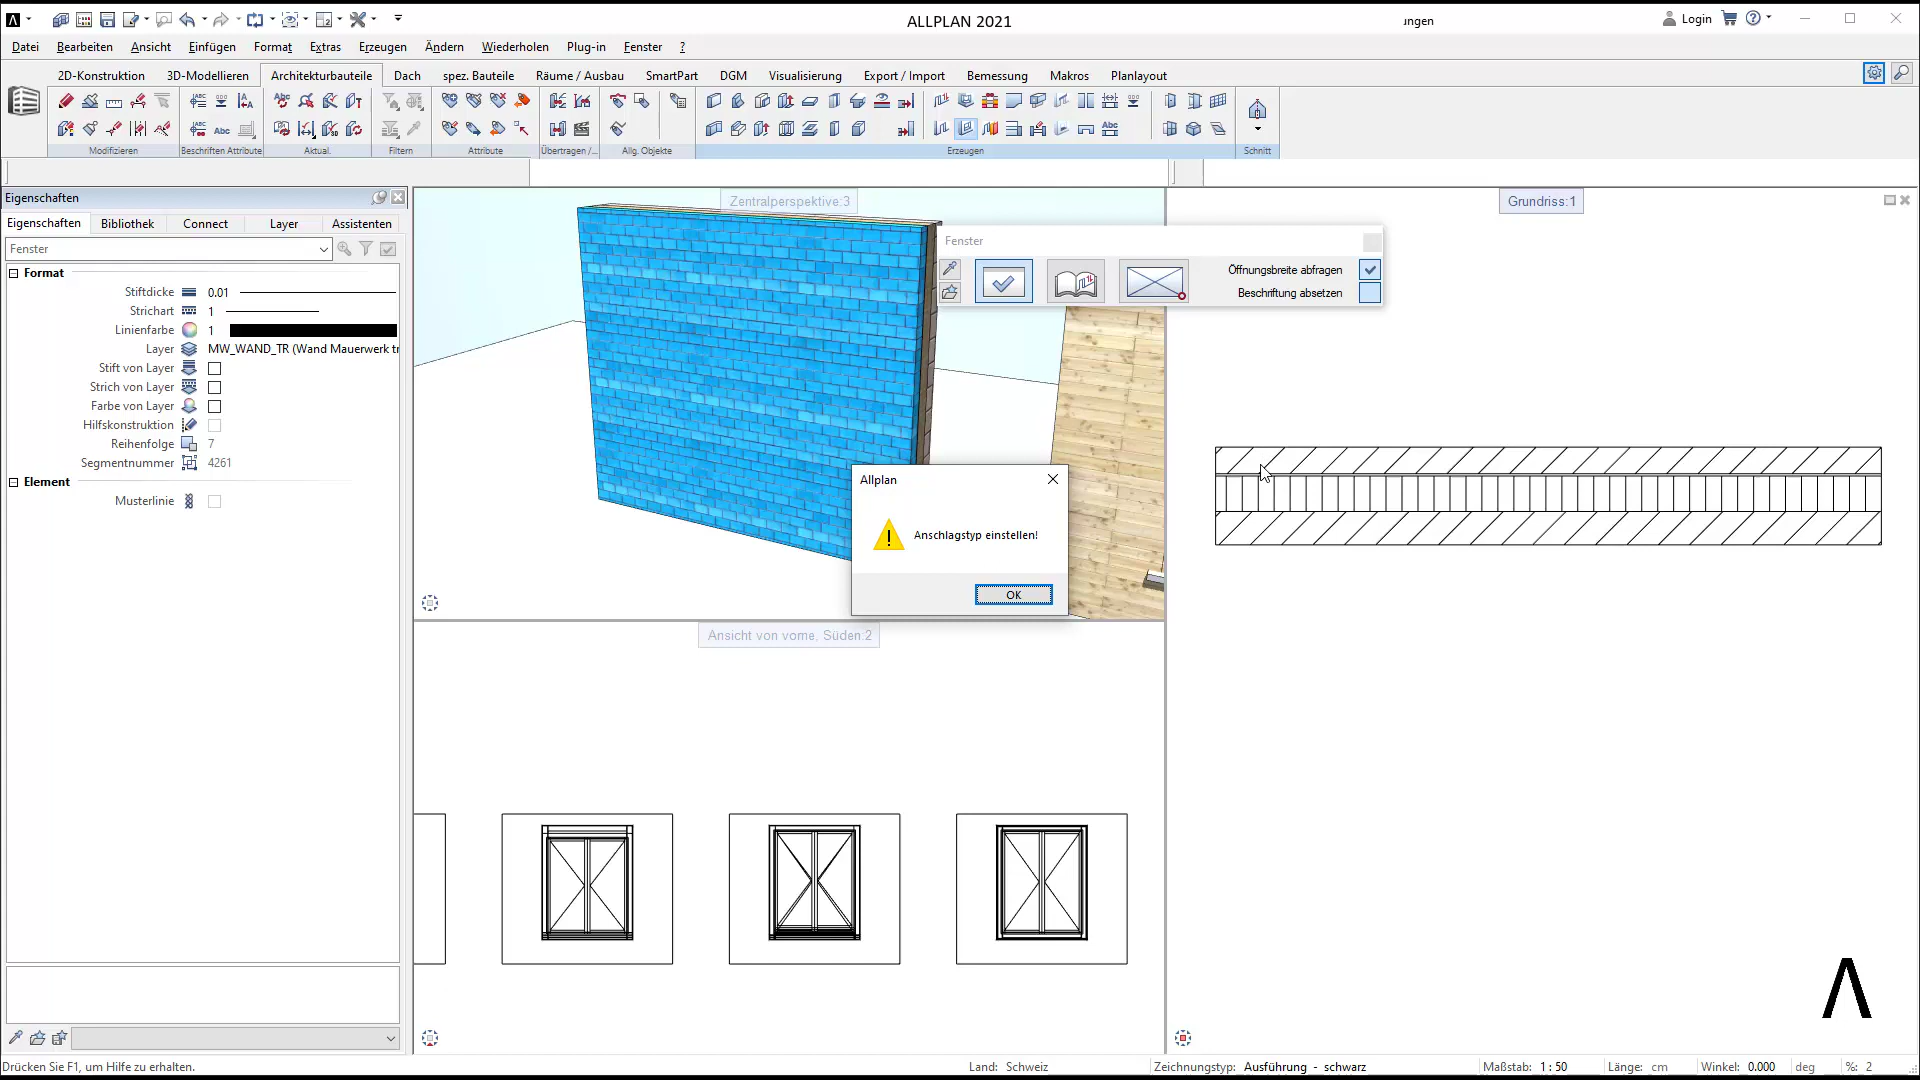 ALLPLAN 2021
ungen
Login
Datei Bearbeiten Ansicht Einfügen Format Extras Erzeugen Ändern Wiederholen Plug-in Fenster ?
2D-Konstruktion 3D-Modellieren Architekturbauteile Dach spez. Bauteile Räume / Ausbau SmartPart DGM Visualisierung Export / Import Bemessung Makros Planlayout
Modifizieren Beschriften Attribute Aktual. Filtern Attribute Übertragen /... Allg. Objekte Erzeugen Schnitt
Eigenschaften
Eigenschaften Bibliothek Connect Layer Assistenten
Fenster
Format
Stiftdicke 0.01
Strichart 1
Linienfarbe 1
Layer MW_WAND_TR (Wand Mauerwerk tr
Stift von Layer
Strich von Layer
Farbe von Layer
Hilfskonstruktion
Reihenfolge 7
Segmentnummer 4261
Element
Musterlinie
Zentralperspektive:3
Grundriss:1
Fenster
Öffnungsbreite abfragen
Beschriftung absetzen
Allplan
Anschlagstyp einstellen!
OK
Ansicht von vorne, Süden:2
Drücken Sie F1, um Hilfe zu erhalten.
Land: Schweiz
Zeichnungstyp: Ausführung - schwarz
Maßstab: 1 : 50
Länge: cm
Winkel: 0.000 deg
%: 2